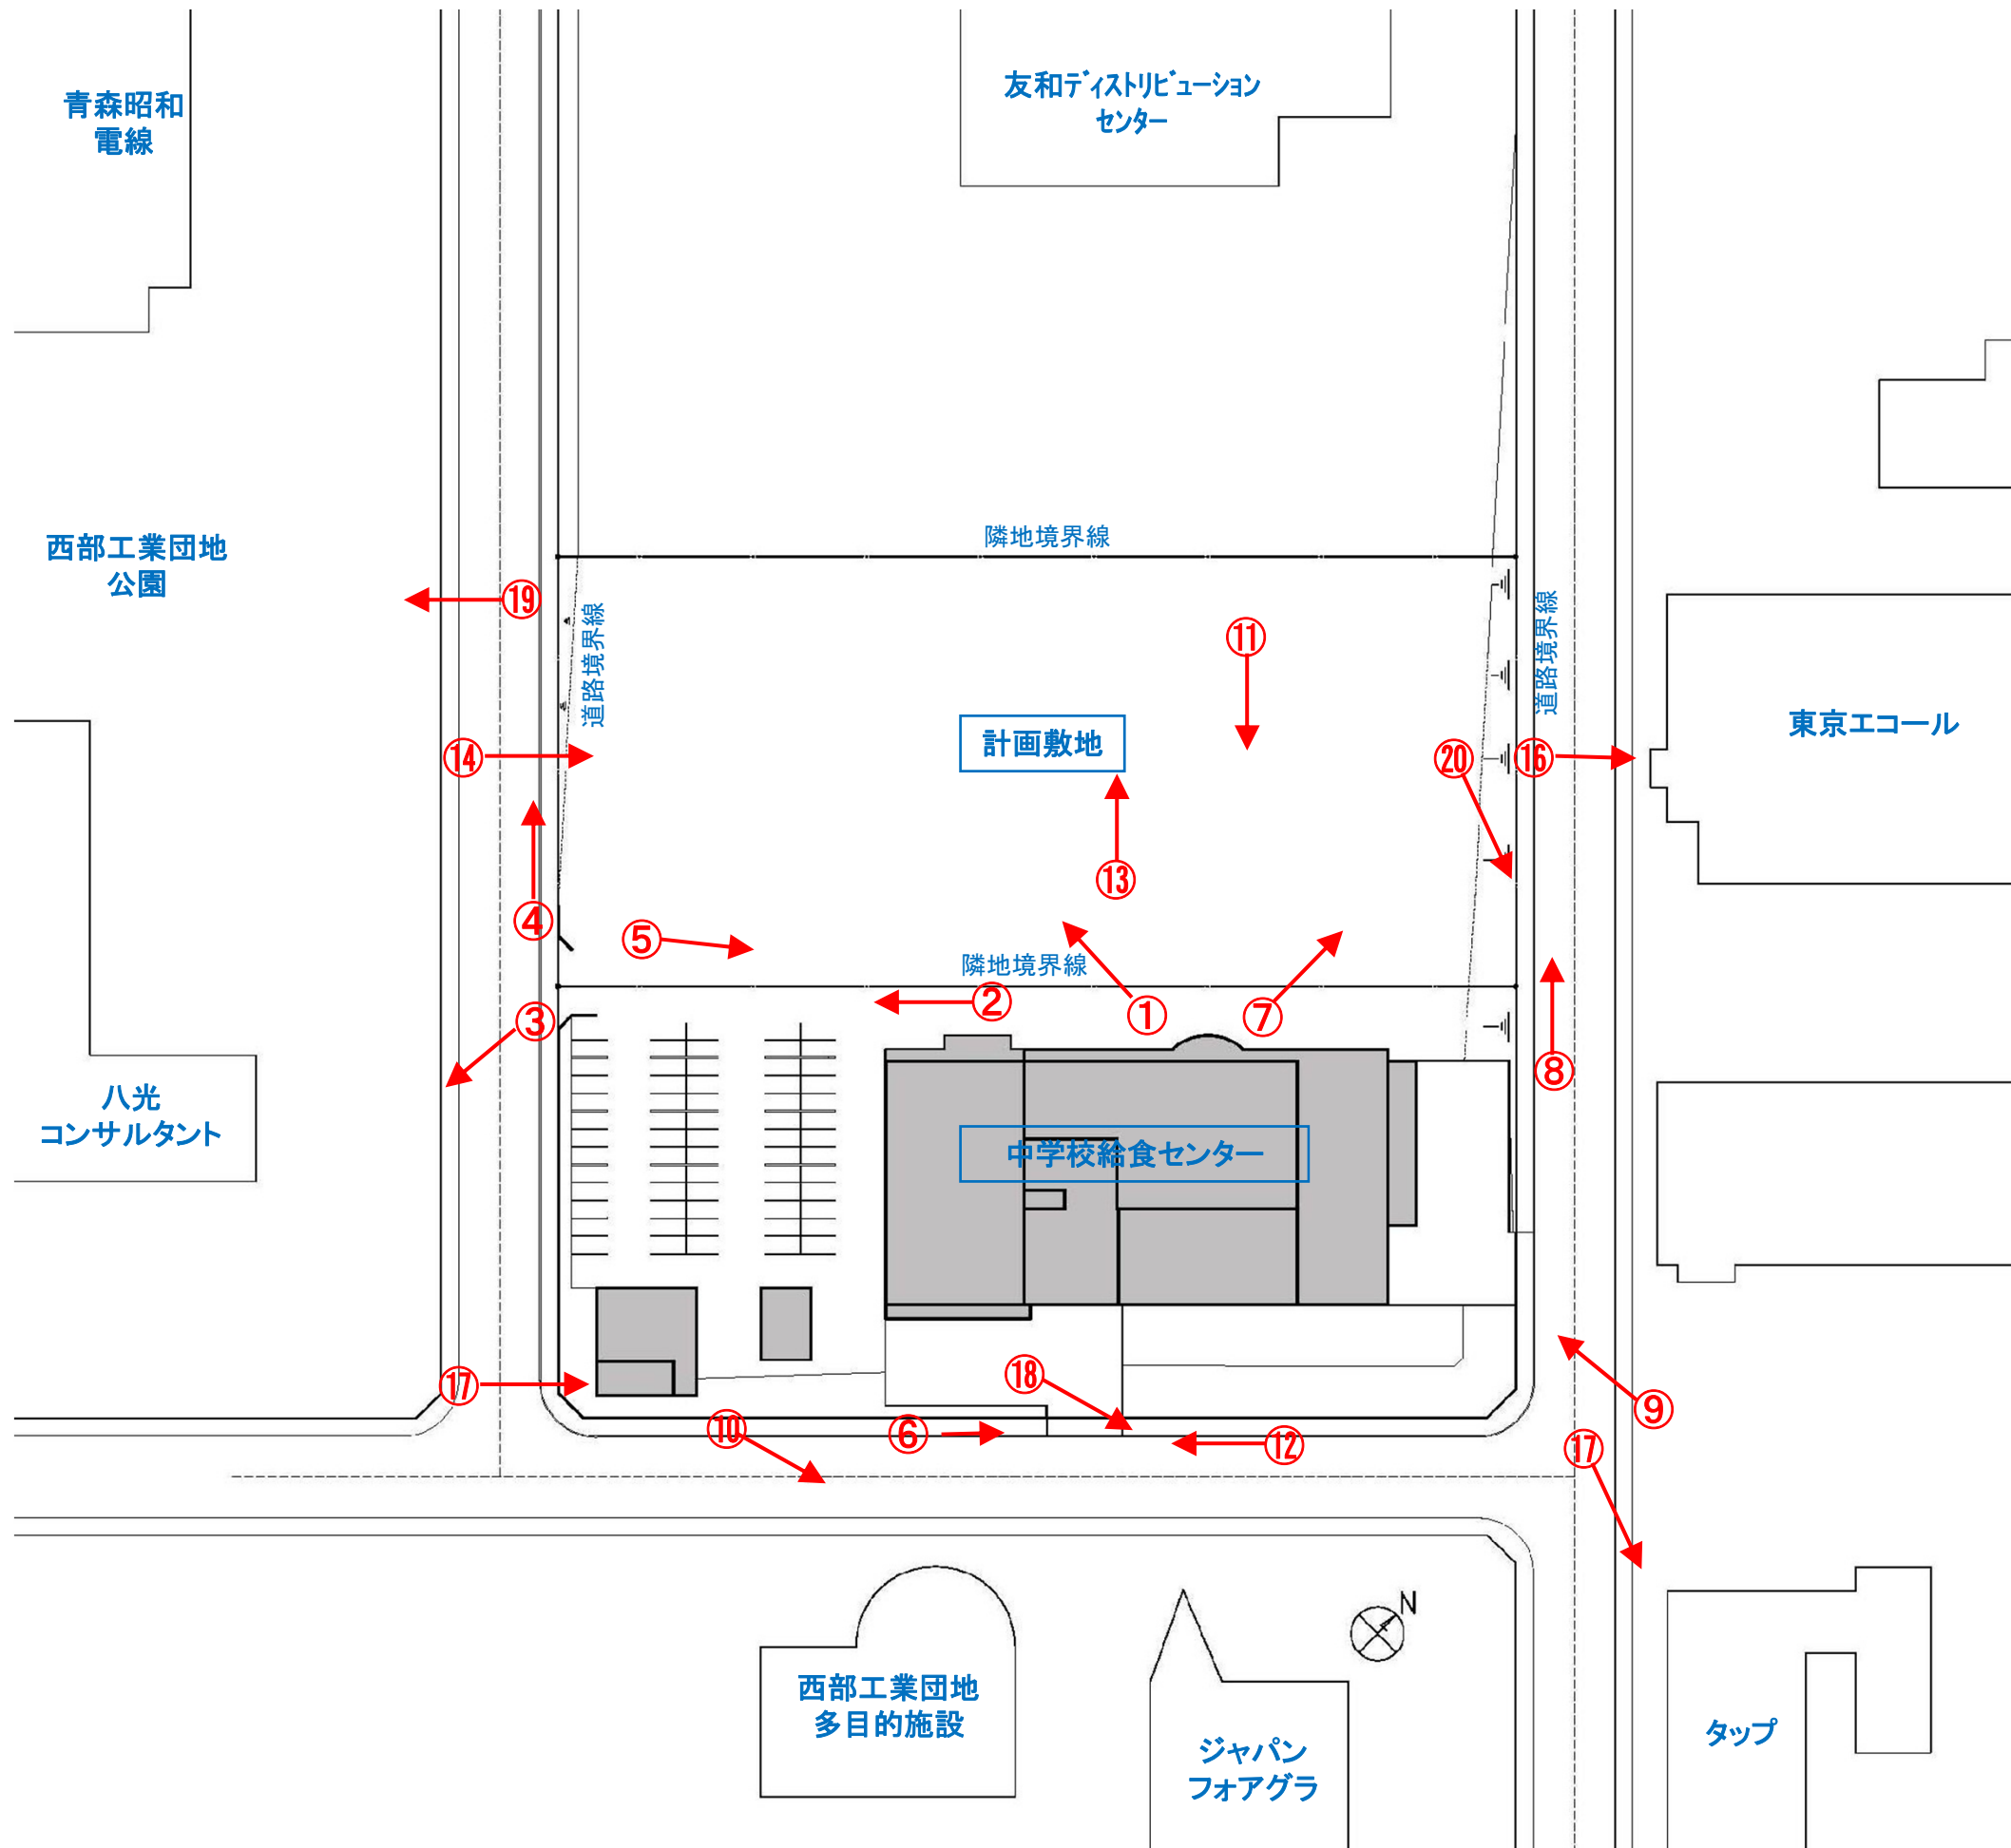 友和ディストリビューション
センター
青森昭和
電線
隣地境界線
西部工業団地
公園
⑲
道路境界線
道路境界線
⑪
計画敷地
東京エコール
⑭
⑳
⑯
⑬
④
⑤
隣地境界線
②
①
⑦
③
⑧
八光
コンサルタント
中学校給食センター
⑰
⑱
⑨
⑩
⑥
⑫
⑰
N
西部工業団地
多目的施設
ジャパン
フォアグラ
タップ